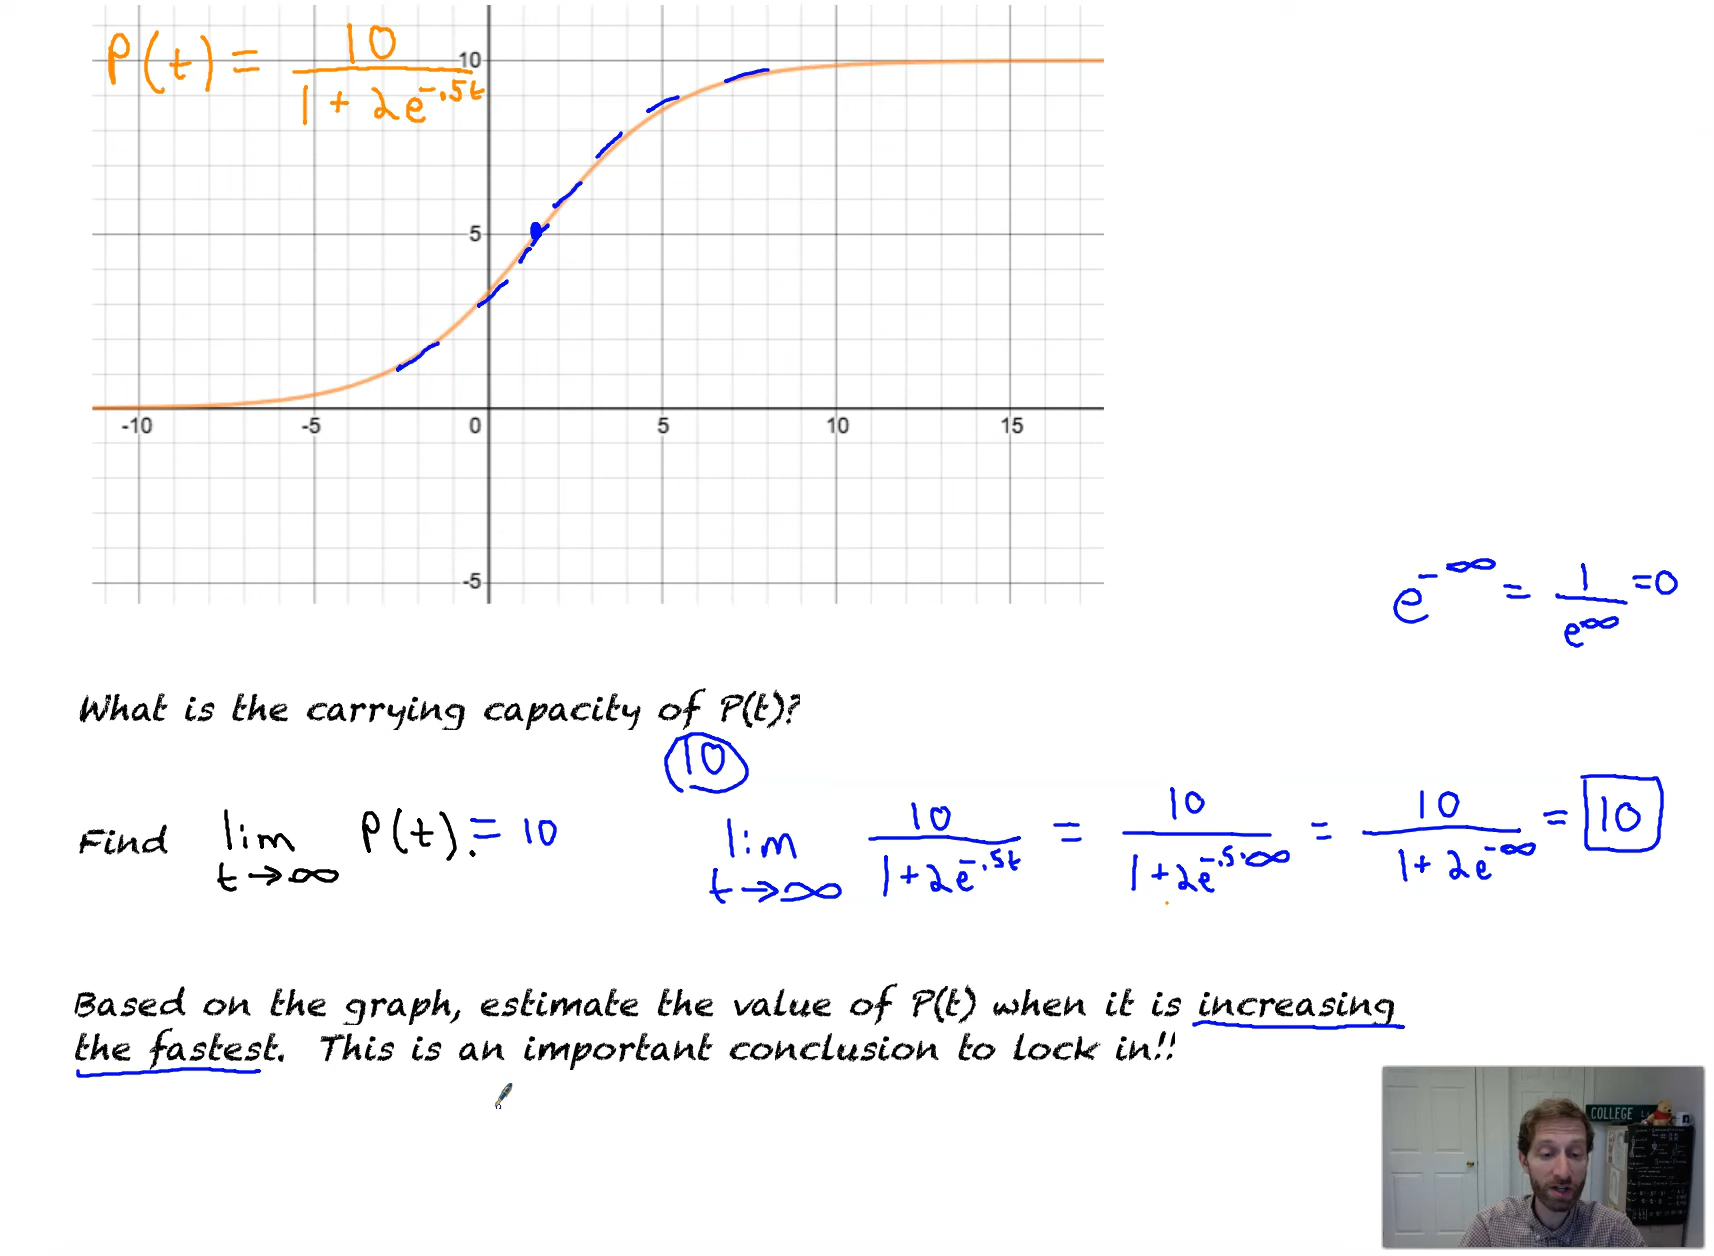 P(t) = 10 / (1 + 2e^-.5t)
10
5
-10 -5 0 5 10 15
-5
e^-∞ = 1 / e^∞ = 0
What is the carrying capacity of P(t)?
10
Find lim t→∞ P(t). = 10
lim t→∞ 10 / (1 + 2e^-.5t) = 10 / (1 + 2e^-.5·∞) = 10 / (1 + 2e^-∞) = 10
Based on the graph, estimate the value of P(t) when it is increasing
the fastest. This is an important conclusion to lock in!!
COLLEGE